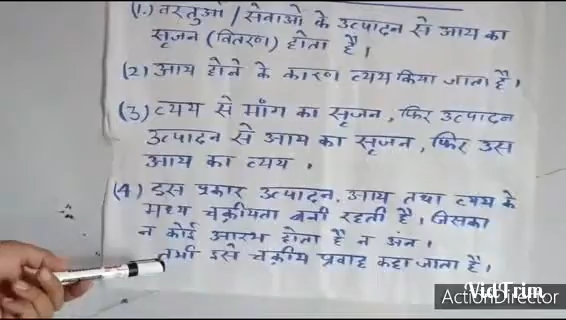 (1.) वस्तुओं/सेवाओं के उत्पादन से आय का
सृजन (वितरण) होता है।
(2) आय होने के कारण व्यय किया जाता है।
(3) व्यय से माँग का सृजन, फिर उत्पादन
उत्पादन से आय का सृजन, फिर उस
आय का व्यय।
(4) इस प्रकार उत्पादन, आय तथा व्यय के
मध्य चक्रीयता बनी रहती है। जिसका
न कोई आरंभ होता है न अंत।
तभी इसे चक्रीय प्रवाह कहा जाता है।
VidTrim
ActionDirector